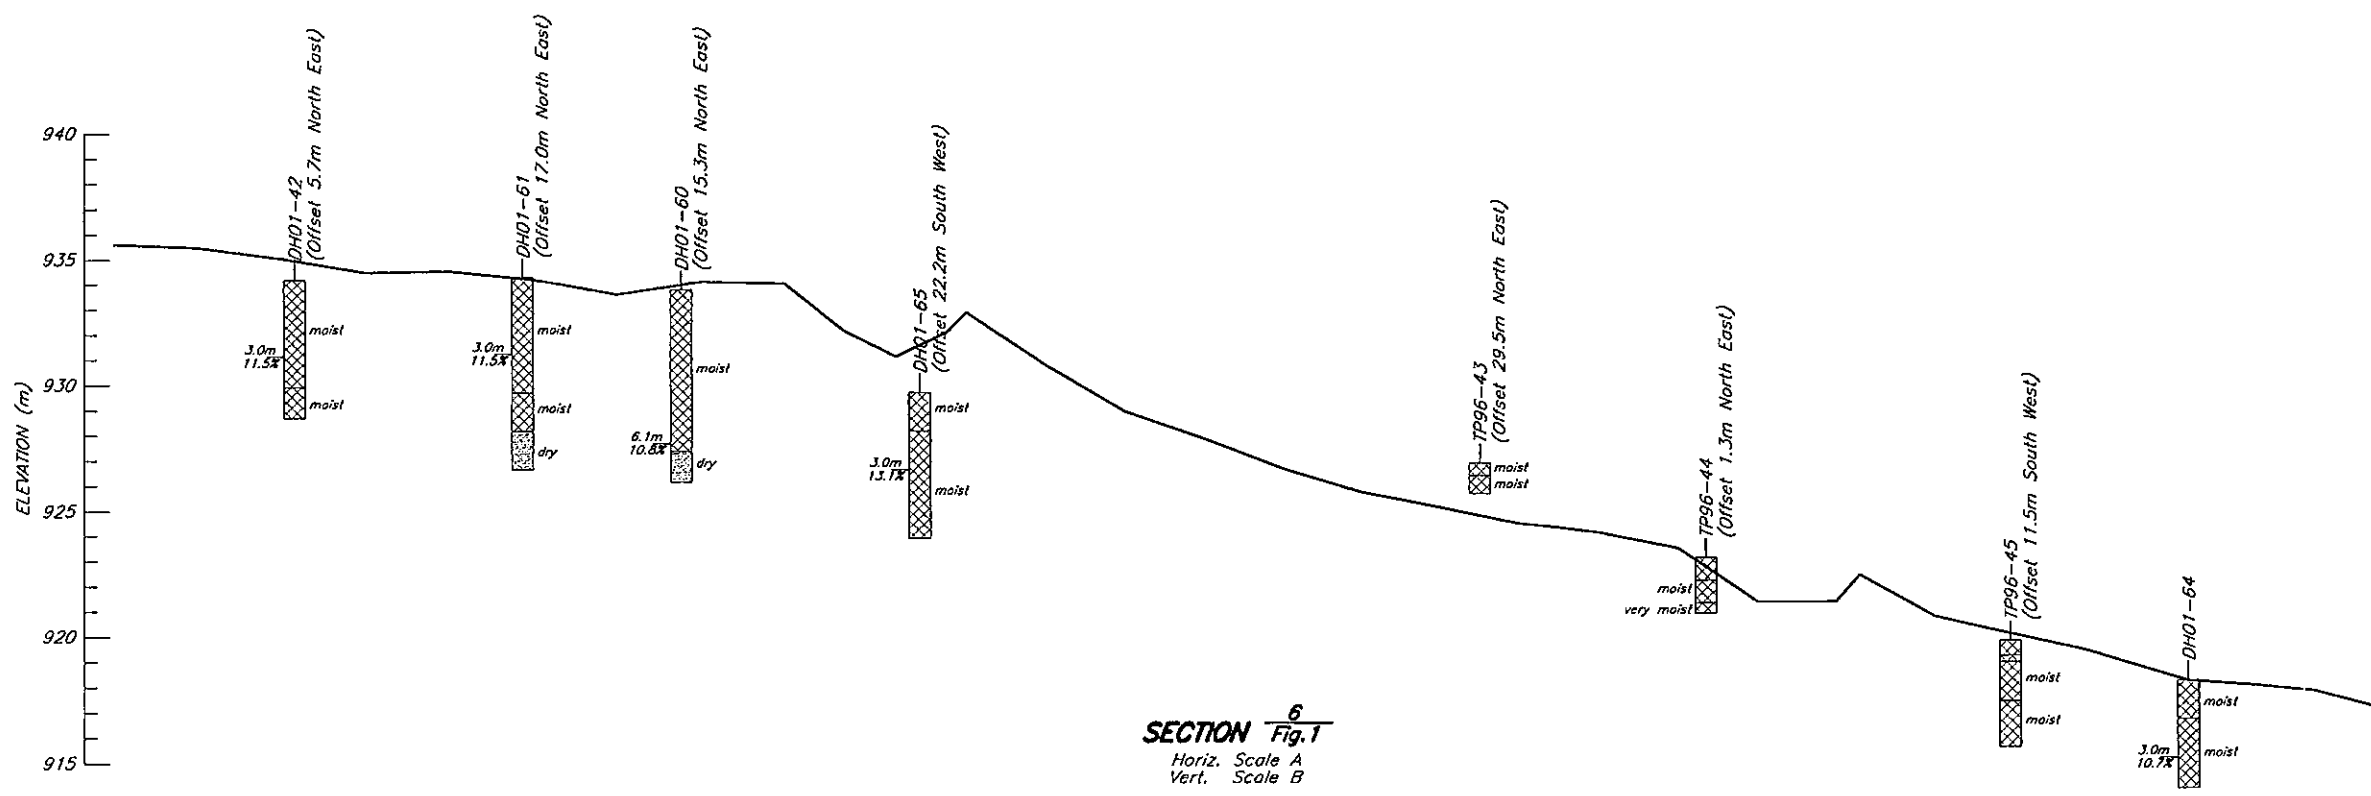 940
935
930
925
920
915
ELEVATION (m)
DH01-42
(Offset 5.7m North East)
moist
3.0m
11.5%
moist
DH01-61
(Offset 17.0m North East)
moist
3.0m
11.5%
moist
dry
DH01-60
(Offset 15.3m North East)
moist
6.1m
10.8%
dry
DH01-65
(Offset 22.2m South West)
moist
3.0m
13.1%
moist
TP96-43
(Offset 29.5m North East)
moist
moist
TP96-44
(Offset 1.3m North East)
moist
very moist
TP96-45
(Offset 11.5m South West)
moist
moist
DH01-64
moist
3.0m
10.7%
moist
SECTION 6
Fig.1
Horiz. Scale A
Vert. Scale B